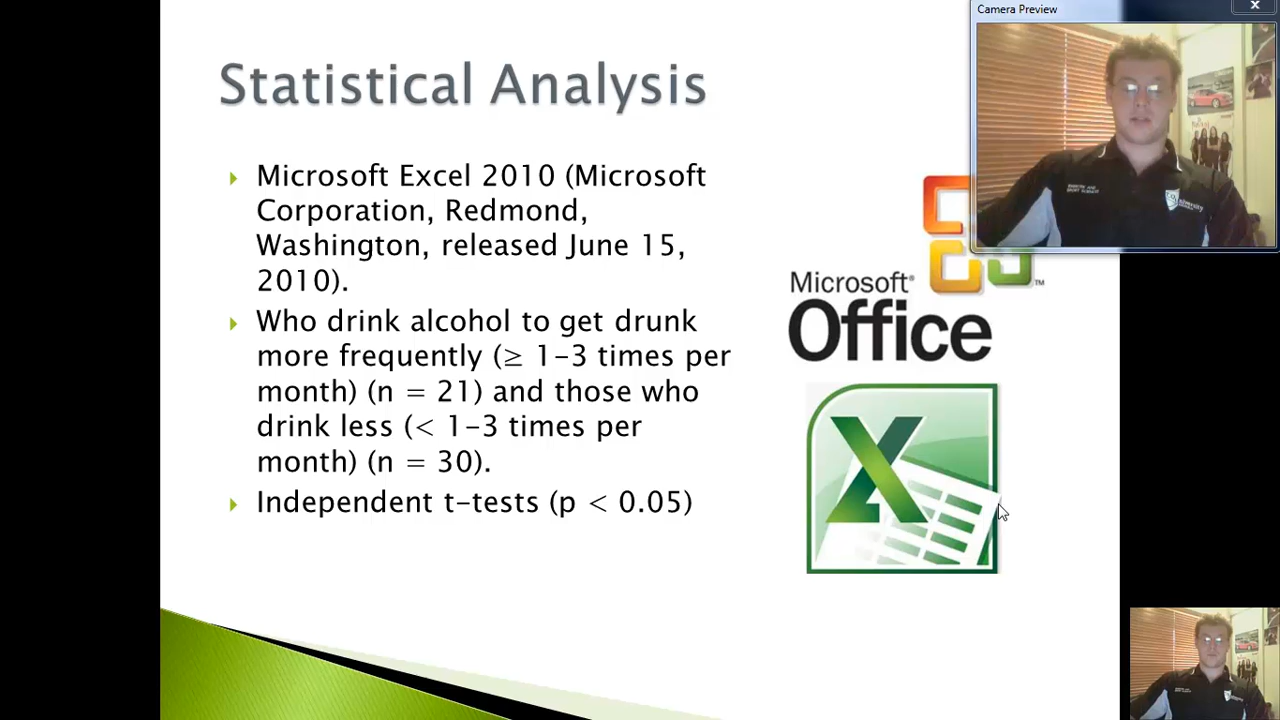 Camera Preview
Statistical Analysis
Microsoft Excel 2010 (Microsoft
Corporation, Redmond,
Washington, released June 15,
2010).
Who drink alcohol to get drunk
more frequently (≥ 1-3 times per
month) (n = 21) and those who
drink less (< 1-3 times per
month) (n = 30).
Independent t-tests (p < 0.05)
Microsoft®
Office
™
X